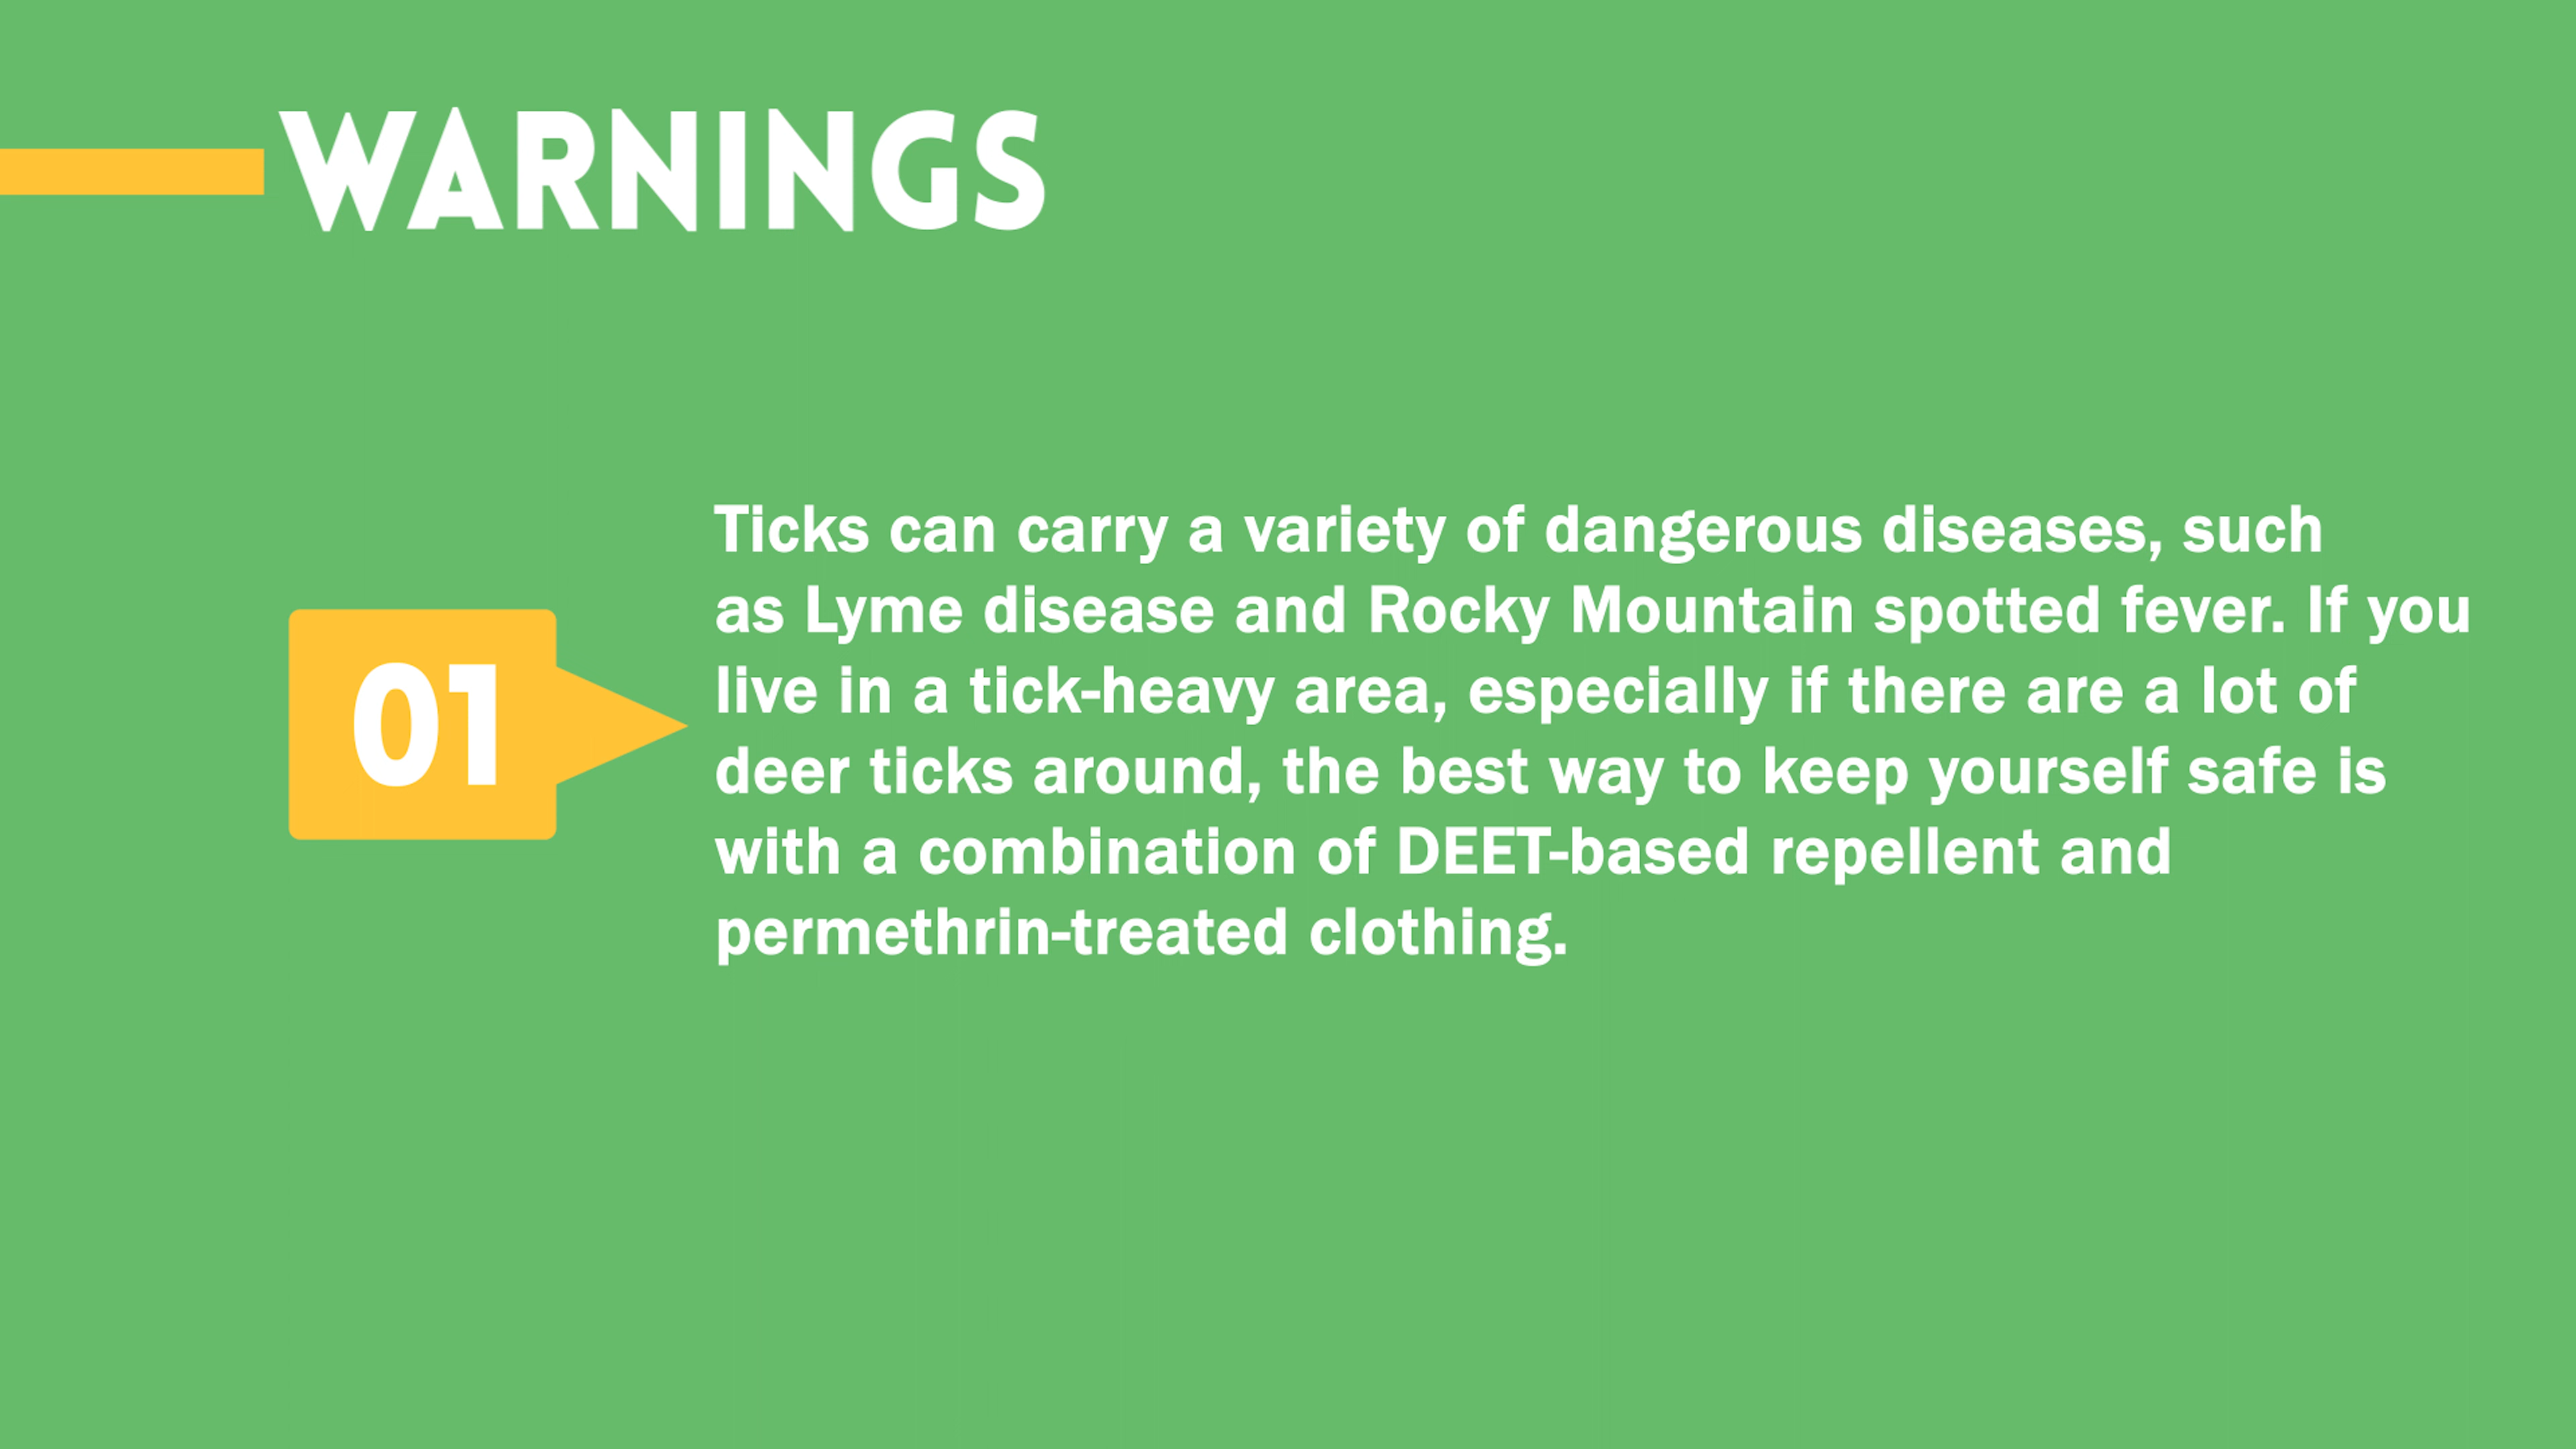 WARNINGS
01
Ticks can carry a variety of dangerous diseases, such
as Lyme disease and Rocky Mountain spotted fever. If you
live in a tick-heavy area, especially if there are a lot of
deer ticks around, the best way to keep yourself safe is
with a combination of DEET-based repellent and
permethrin-treated clothing.